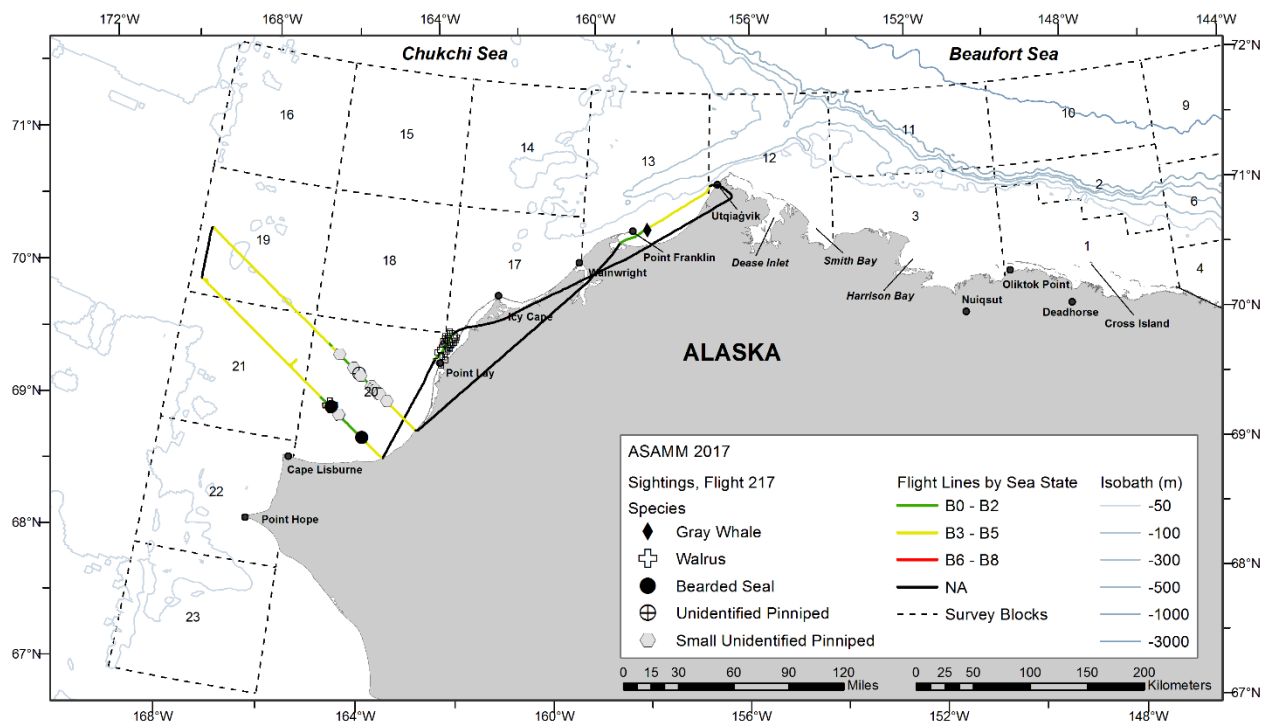 172°W 168°W 164°W 160°W 156°W 152°W 148°W 144°W
Chukchi Sea
Beaufort Sea
72°N
71°N
71°N
70°N
70°N
69°N
69°N
68°N
68°N
67°N
67°N
16
15
14
13
12
11
10
9
2
6
3
1
4
19
18
17
21
20
22
23
Utqiaġvik
Point Franklin
Wainwright
Dease Inlet
Smith Bay
Harrison Bay
Oliktok Point
Nuiqsut
Deadhorse
Cross Island
Icy Cape
Point Lay
ALASKA
Cape Lisburne
Point Hope
ASAMM 2017
Sightings, Flight 217
Species
Gray Whale
Walrus
Bearded Seal
Unidentified Pinniped
Small Unidentified Pinniped
Flight Lines by Sea State
B0 - B2
B3 - B5
B6 - B8
NA
Survey Blocks
Isobath (m)
-50
-100
-300
-500
-1000
-3000
0 15 30 60 90 120
Miles
0 25 50 100 150 200
Kilometers
168°W 164°W 160°W 156°W 152°W 148°W